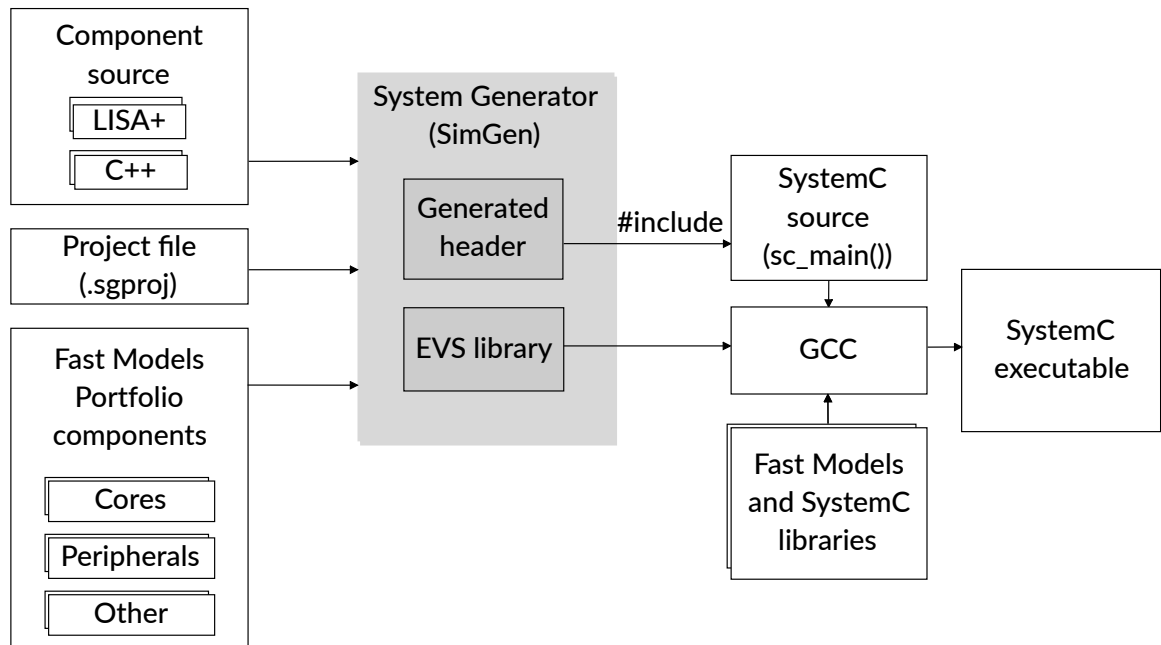 Component
source
LISA+
C++
Project file
(.sgproj)
Fast Models
Portfolio
components
Cores
Peripherals
Other
System Generator
(SimGen)
Generated
header
EVS library
#include
SystemC
source
(sc_main())
GCC
Fast Models
and SystemC
libraries
SystemC
executable